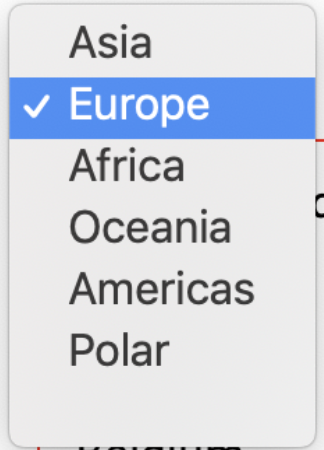 Asia
✓ Europe
Africa
Oceania
Americas
Polar